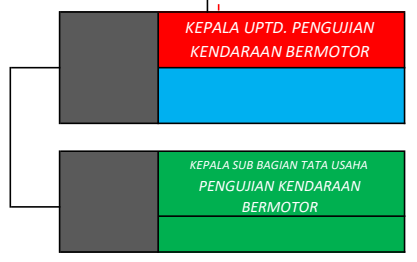 KEPALA UPTD. PENGUJIAN
KENDARAAN BERMOTOR
KEPALA SUB BAGIAN TATA USAHA
PENGUJIAN KENDARAAN
BERMOTOR